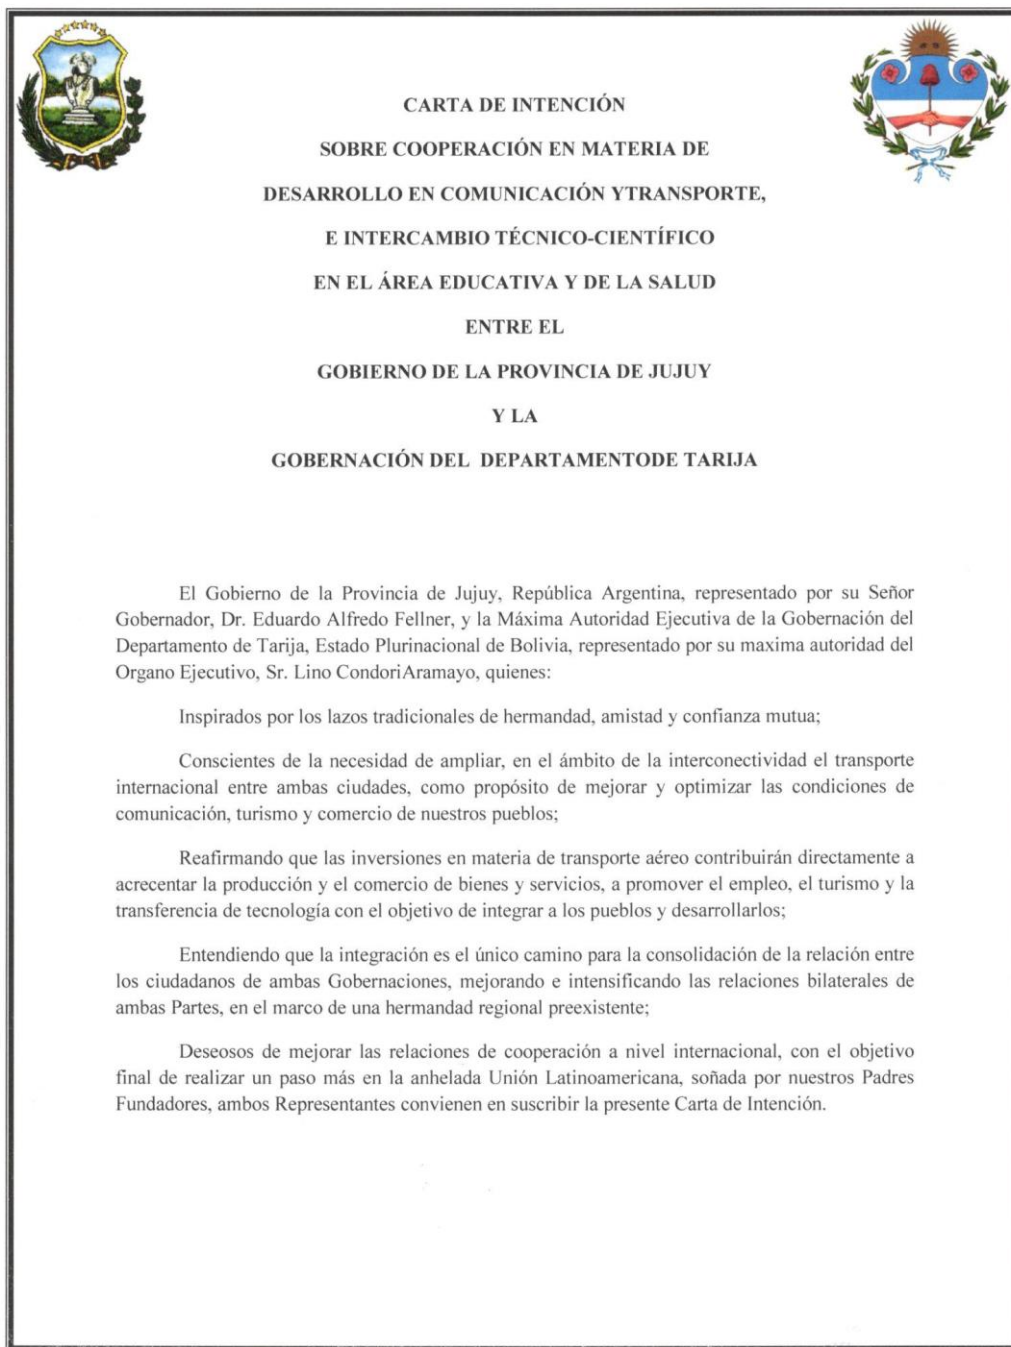 CARTA DE INTENCIÓN
SOBRE COOPERACIÓN EN MATERIA DE
DESARROLLO EN COMUNICACIÓN YTRANSPORTE,
E INTERCAMBIO TÉCNICO-CIENTÍFICO
EN EL ÁREA EDUCATIVA Y DE LA SALUD
ENTRE EL
GOBIERNO DE LA PROVINCIA DE JUJUY
Y LA
GOBERNACIÓN DEL DEPARTAMENTODE TARIJA
El Gobierno de la Provincia de Jujuy, República Argentina, representado por su Señor
Gobernador, Dr. Eduardo Alfredo Fellner, y la Máxima Autoridad Ejecutiva de la Gobernación del
Departamento de Tarija, Estado Plurinacional de Bolivia, representado por su maxima autoridad del
Organo Ejecutivo, Sr. Lino CondoriAramayo, quienes:
Inspirados por los lazos tradicionales de hermandad, amistad y confianza mutua;
Conscientes de la necesidad de ampliar, en el ámbito de la interconectividad el transporte
internacional entre ambas ciudades, como propósito de mejorar y optimizar las condiciones de
comunicación, turismo y comercio de nuestros pueblos;
Reafirmando que las inversiones en materia de transporte aéreo contribuirán directamente a
acrecentar la producción y el comercio de bienes y servicios, a promover el empleo, el turismo y la
transferencia de tecnología con el objetivo de integrar a los pueblos y desarrollarlos;
Entendiendo que la integración es el único camino para la consolidación de la relación entre
los ciudadanos de ambas Gobernaciones, mejorando e intensificando las relaciones bilaterales de
ambas Partes, en el marco de una hermandad regional preexistente;
Deseosos de mejorar las relaciones de cooperación a nivel internacional, con el objetivo
final de realizar un paso más en la anhelada Unión Latinoamericana, soñada por nuestros Padres
Fundadores, ambos Representantes convienen en suscribir la presente Carta de Intención.